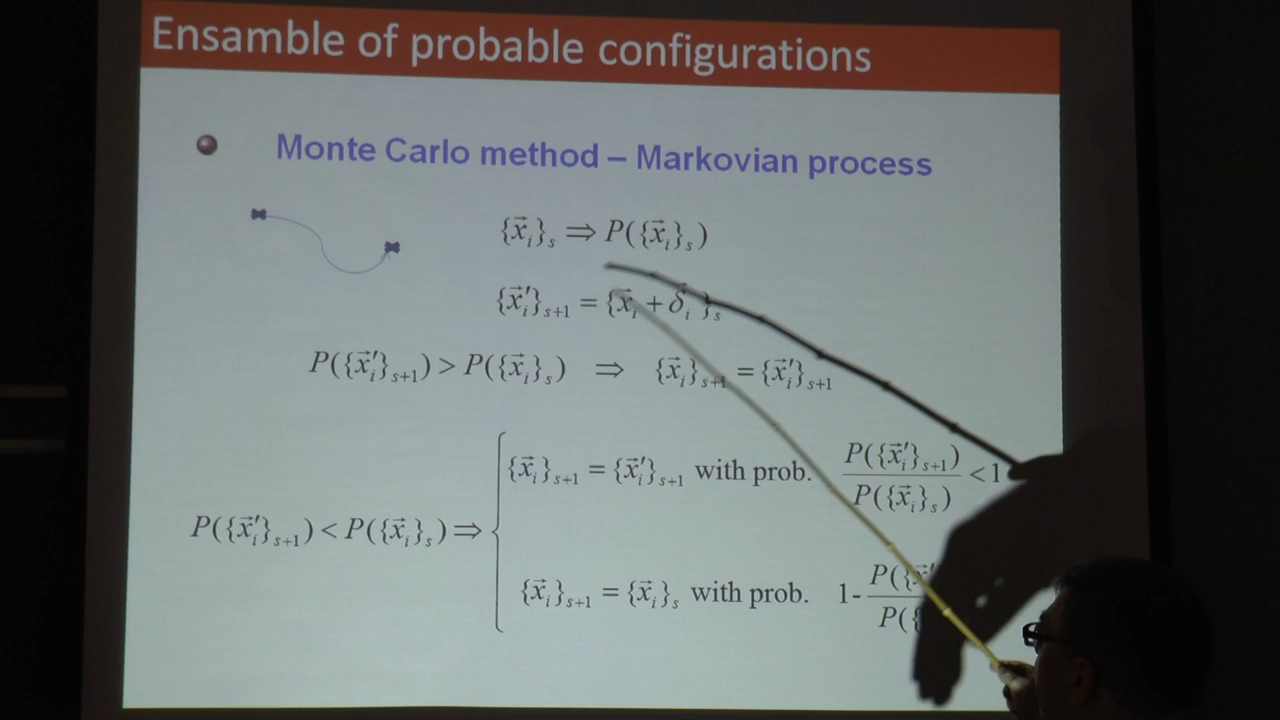 Ensamble of probable configurations
Monte Carlo method – Markovian process
{x⃗ᵢ}ₛ ⇒ P({x⃗ᵢ}ₛ)
{x⃗ᵢ′}ₛ₊₁ = {x⃗ᵢ + δ⃗ᵢ}ₛ
P({x⃗ᵢ′}ₛ₊₁) > P({x⃗ᵢ}ₛ) ⇒ {x⃗ᵢ}ₛ₊₁ = {x⃗ᵢ′}ₛ₊₁
{x⃗ᵢ}ₛ₊₁ = {x⃗ᵢ′}ₛ₊₁ with prob. P({x⃗ᵢ′}ₛ₊₁) / P({x⃗ᵢ}ₛ) < 1
P({x⃗ᵢ′}ₛ₊₁) < P({x⃗ᵢ}ₛ) ⇒
{x⃗ᵢ}ₛ₊₁ = {x⃗ᵢ}ₛ with prob. 1- P({x⃗′ / P({